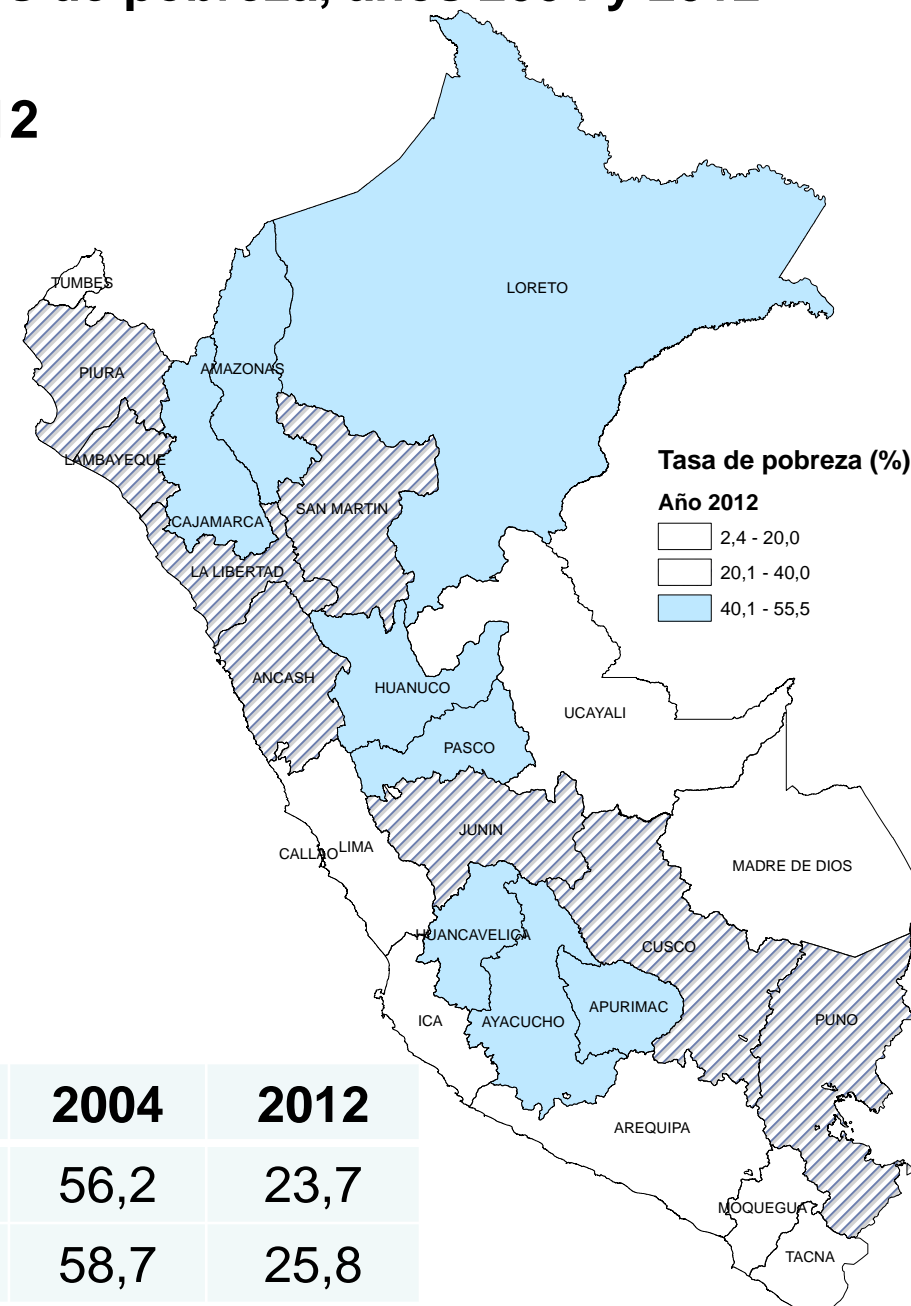 de pobreza, años 2004 y 2012
12
TUMBES
LORETO
PIURA
AMAZONAS
LAMBAYEQUE
Tasa de pobreza (%)
Año 2012
2,4 - 20,0
20,1 - 40,0
40,1 - 55,5
CAJAMARCA
SAN MARTIN
LA LIBERTAD
ANCASH
HUANUCO
UCAYALI
PASCO
JUNIN
CALLAO
LIMA
MADRE DE DIOS
HUANCAVELICA
CUSCO
ICA
AYACUCHO
APURIMAC
PUNO
AREQUIPA
MOQUEGUA
TACNA
2004 2012
56,2 23,7
58,7 25,8